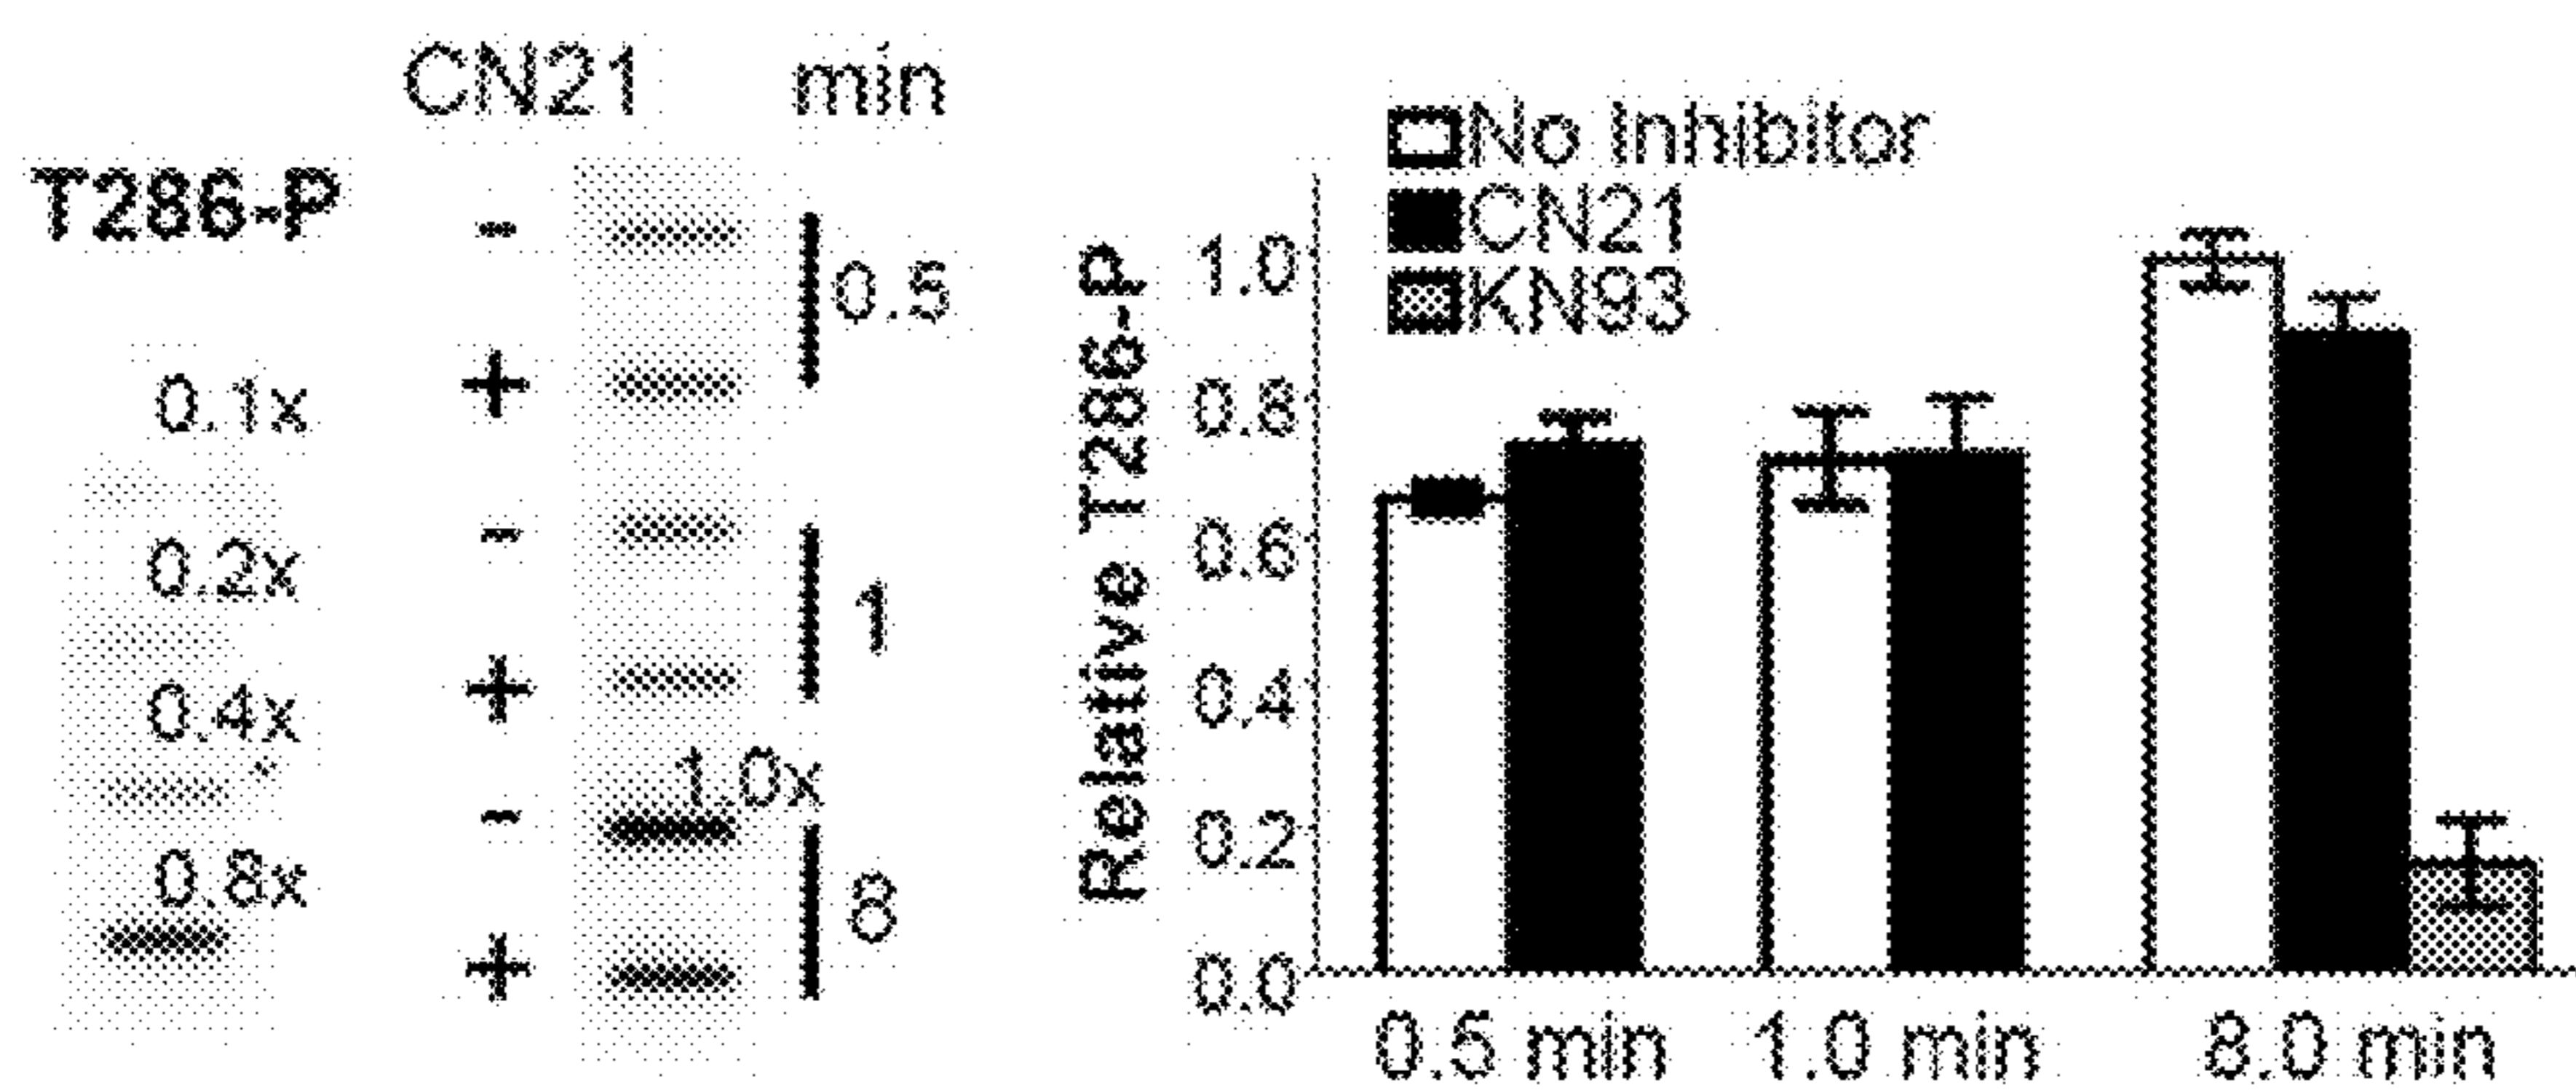 CN21 min
T286-P
-
0.5
+
0.1x
-
0.2x
1
+
0.4x
1.0x
-
0.8x
8
+
No Inhibitor
CN21
KN93
Relative T286-P
1.0
0.8
0.6
0.4
0.2
0.0
0.5 min 1.0 min 8.0 min